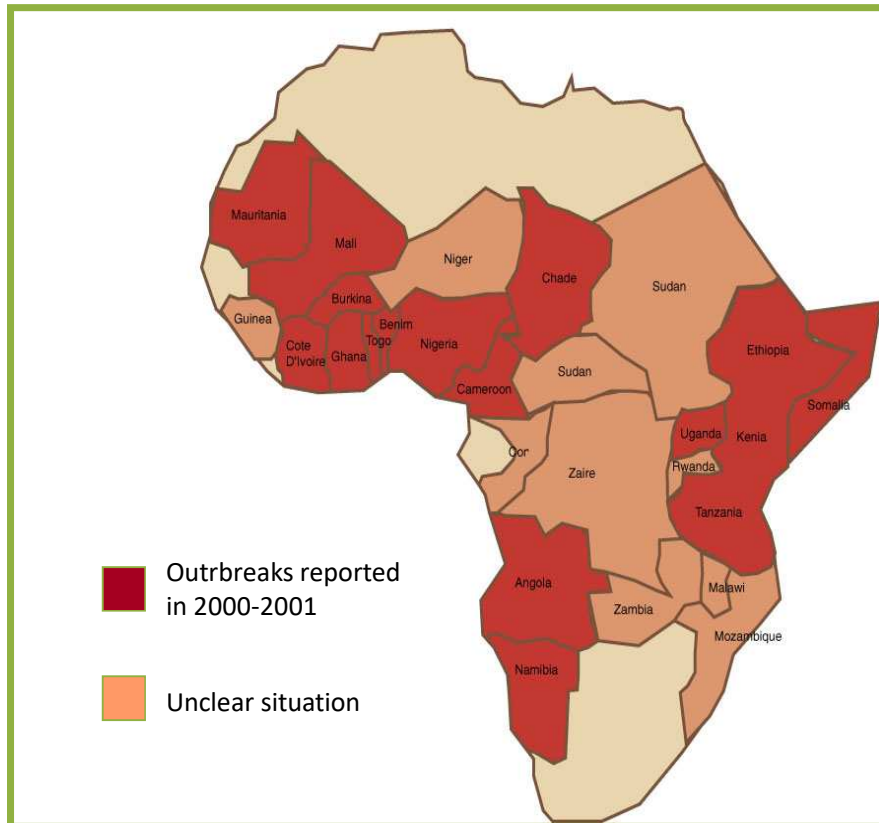 Mauritania
Mali
Niger
Chade
Sudan
Burkina
Guinea
Benim
Togo
Cote
D'Ivoire
Ghana
Nigeria
Ethiopia
Cameroon
Sudan
Somalia
Uganda
Kenia
Cor
Rwanda
Zaire
Tanzania
Angola
Malawi
Zambia
Mozambique
Namibia
Outrbreaks reported
in 2000-2001
Unclear situation